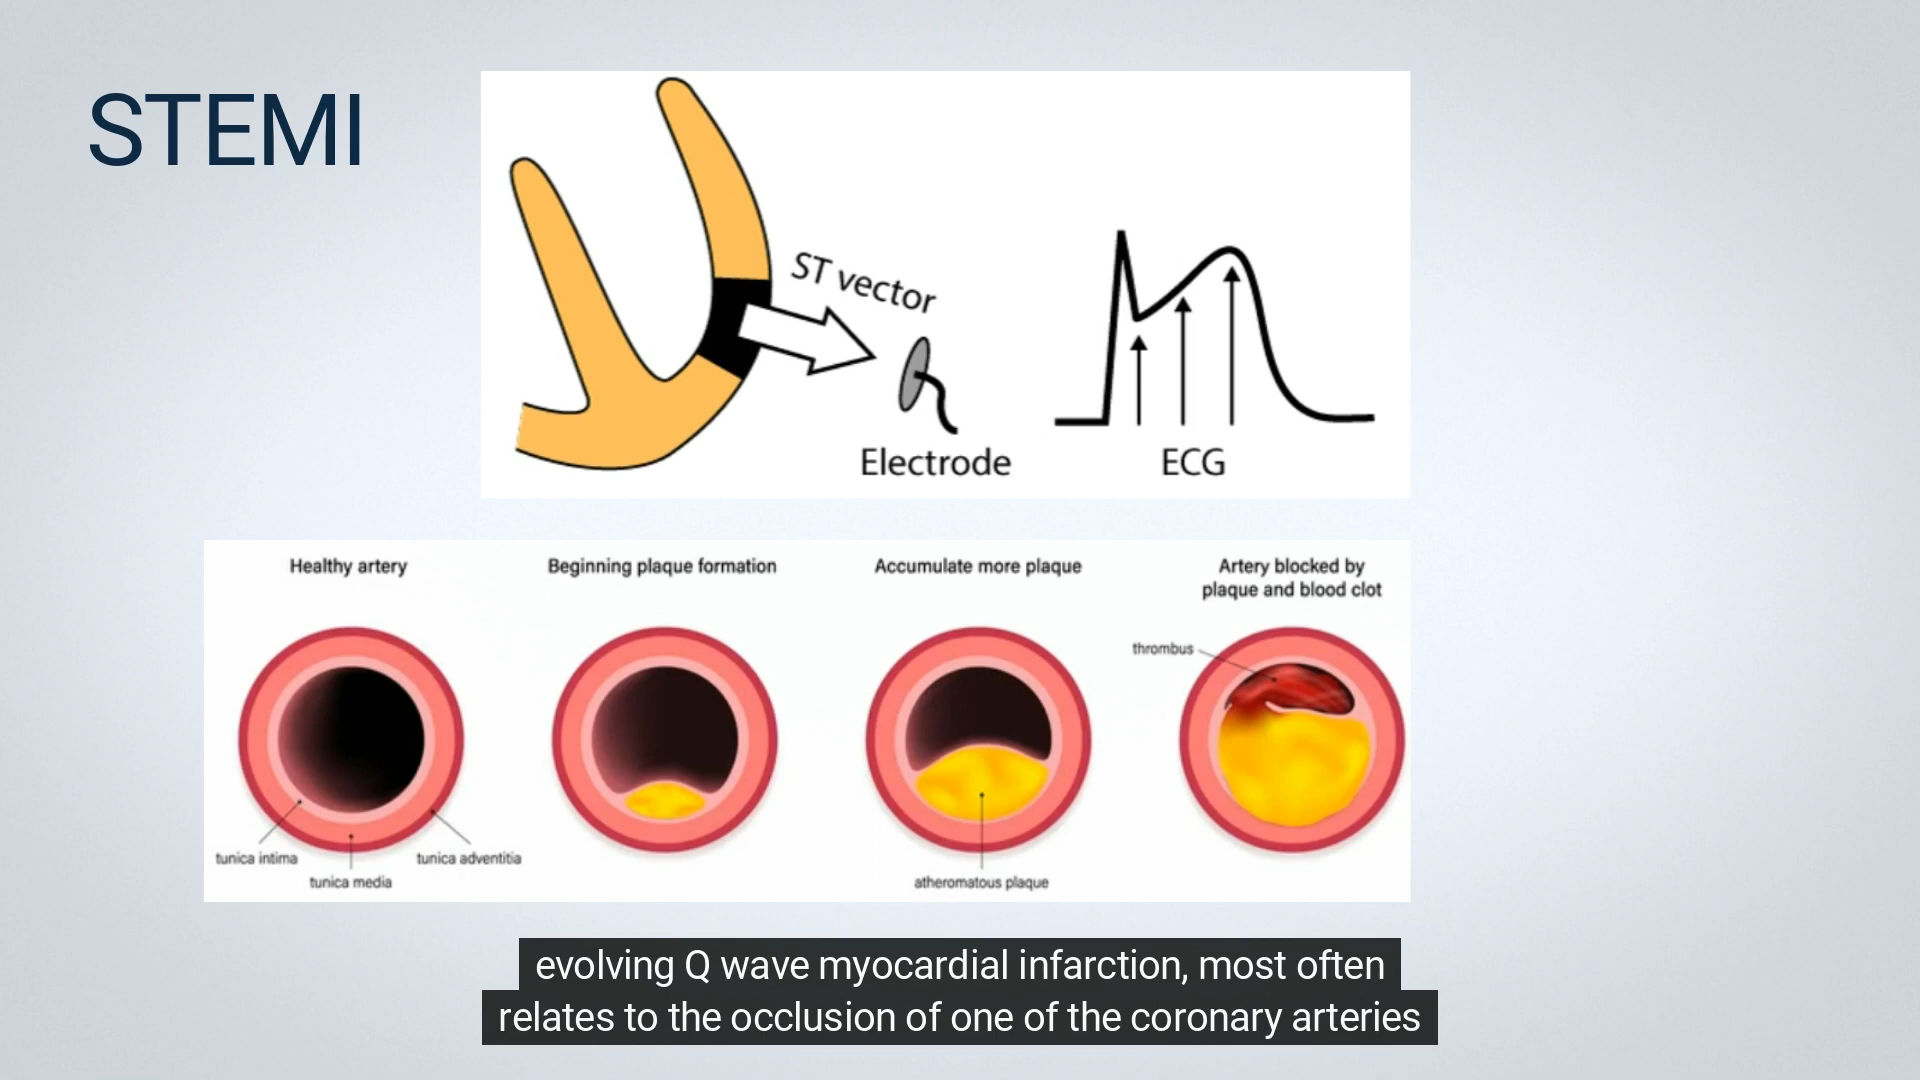 STEMI
ST vector
Electrode
ECG
Healthy artery
Beginning plaque formation
Accumulate more plaque
Artery blocked by
plaque and blood clot
thrombus
tunica intima
tunica adventitia
tunica media
atheromatous plaque
evolving Q wave myocardial infarction, most often
relates to the occlusion of one of the coronary arteries